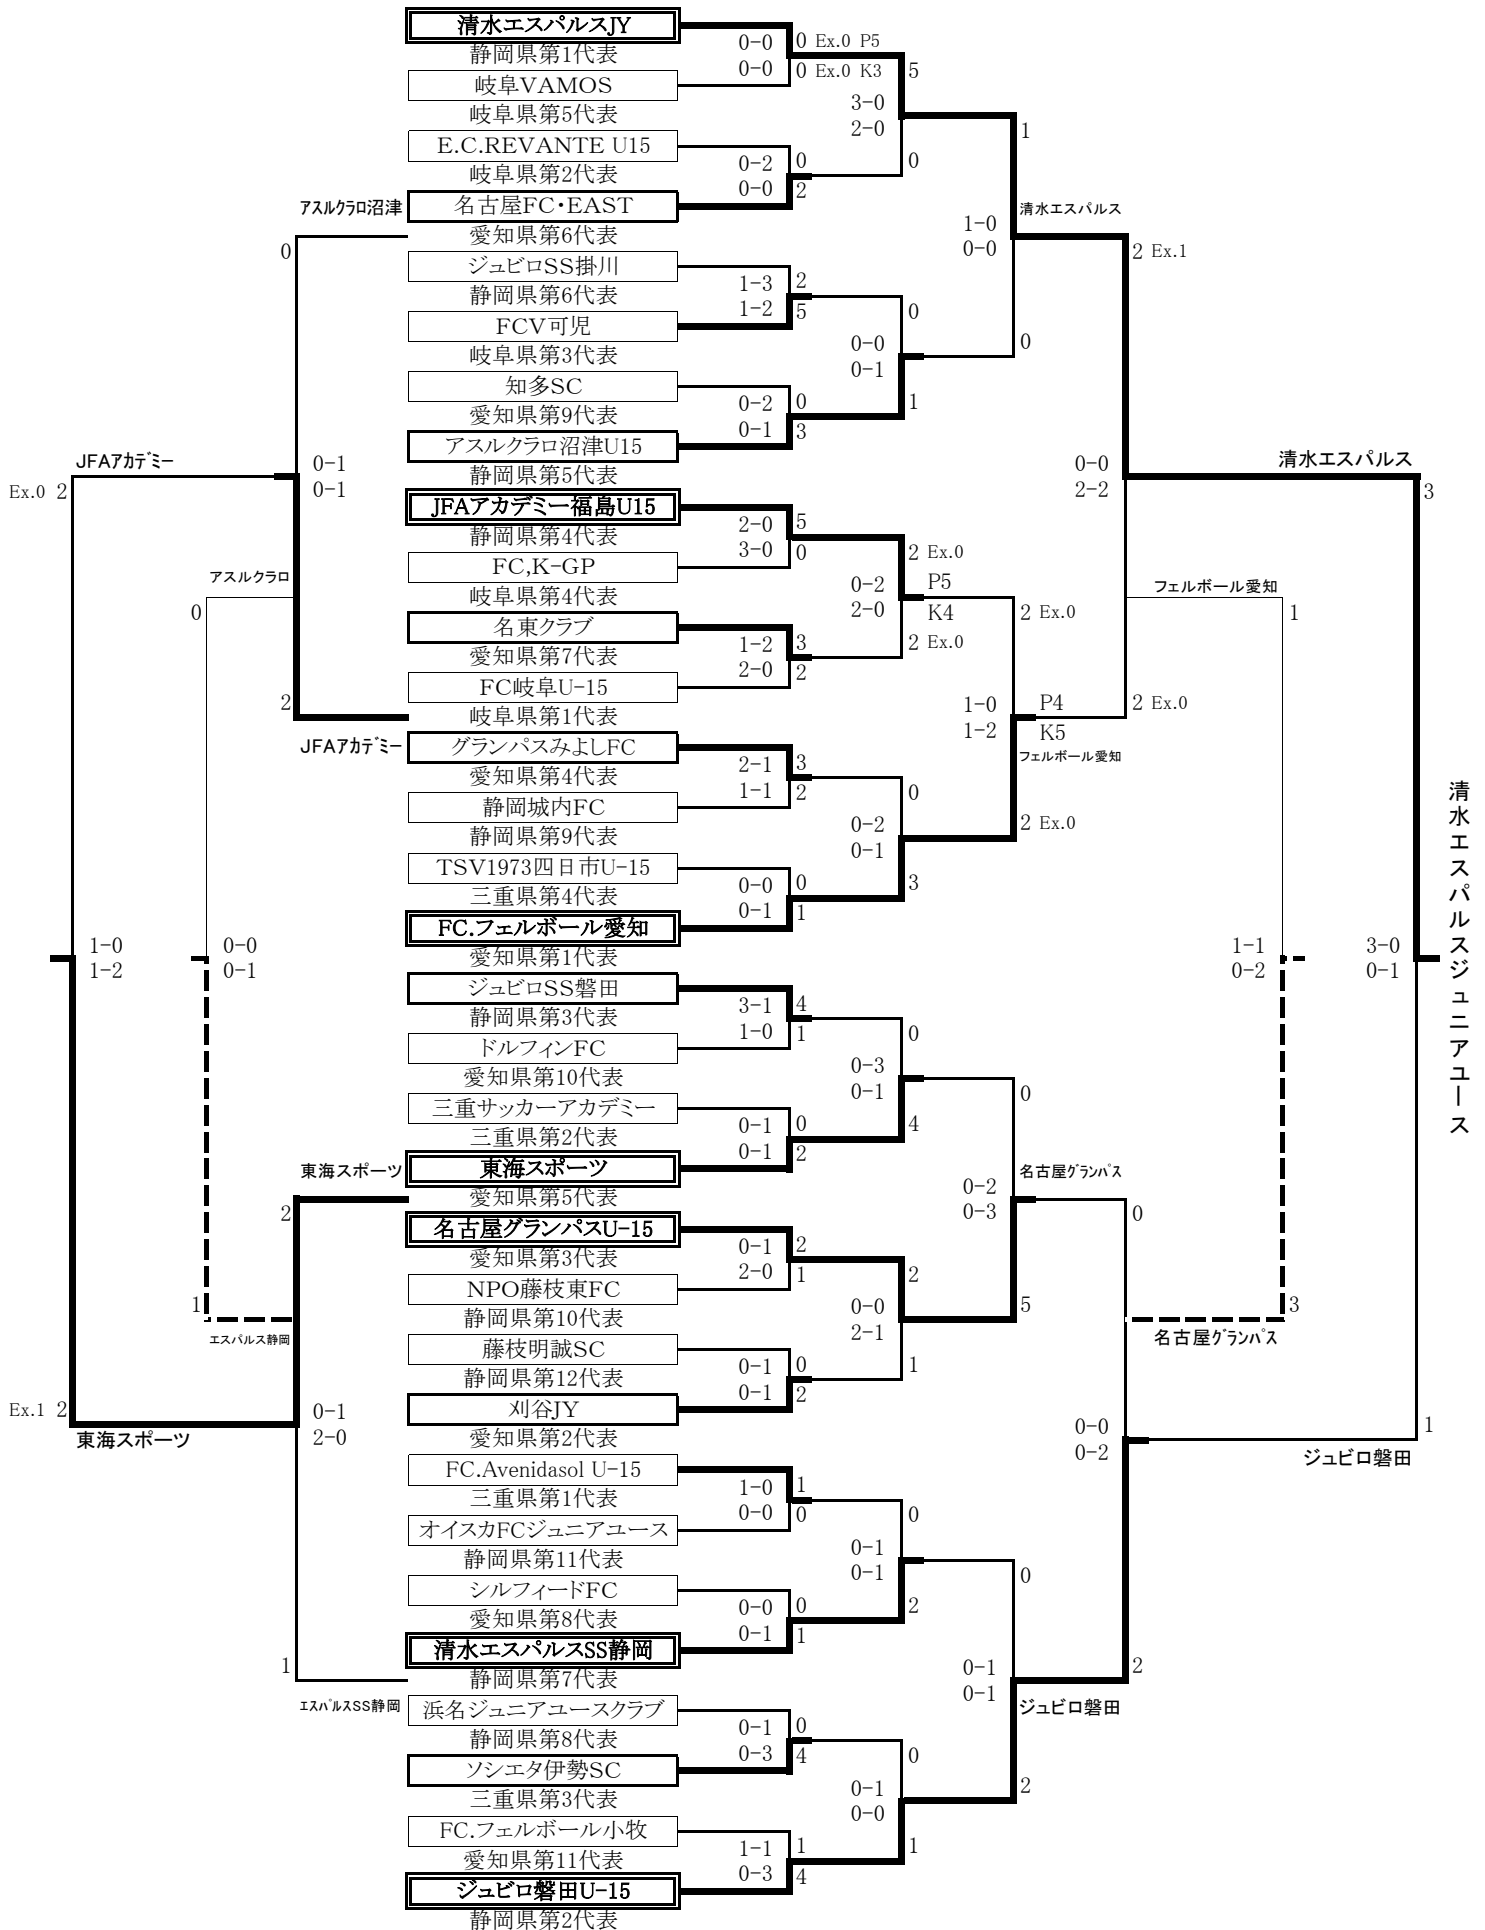 清水エスパルスJY
静岡県第1代表
岐阜VAMOS
岐阜県第5代表
E.C.REVANTE U15
岐阜県第2代表
名古屋FC・EAST
愛知県第6代表
ジュビロSS掛川
静岡県第6代表
FCV可児
岐阜県第3代表
知多SC
愛知県第9代表
アスルクラロ沼津U15
静岡県第5代表
JFAアカデミー福島U15
静岡県第4代表
FC,K-GP
岐阜県第4代表
名東クラブ
愛知県第7代表
FC岐阜U-15
岐阜県第1代表
グランパスみよしFC
愛知県第4代表
静岡城内FC
静岡県第9代表
TSV1973四日市U-15
三重県第4代表
FC.フェルボール愛知
愛知県第1代表
ジュビロSS磐田
静岡県第3代表
ドルフィンFC
愛知県第10代表
三重サッカーアカデミー
三重県第2代表
東海スポーツ
愛知県第5代表
名古屋グランパスU-15
愛知県第3代表
NPO藤枝東FC
静岡県第10代表
藤枝明誠SC
静岡県第12代表
刈谷JY
愛知県第2代表
FC.Avenidasol U-15
三重県第1代表
オイスカFCジュニアユース
静岡県第11代表
シルフィードFC
愛知県第8代表
清水エスパルスSS静岡
静岡県第7代表
浜名ジュニアユースクラブ
静岡県第8代表
ソシエタ伊勢SC
三重県第3代表
FC.フェルボール小牧
愛知県第11代表
ジュビロ磐田U-15
静岡県第2代表
0-0 0 Ex.0 P5
0-0 0 Ex.0 K3
0-2 0
0-0 2
1-3 2
1-2 5
0-2 0
0-1 3
2-0 5
3-0 0
1-2 3
2-0 2
2-1 3
1-1 2
0-0 0
0-1 1
3-1 4
1-0 1
0-1 0
0-1 2
0-1 2
2-0 1
0-1 0
0-1 2
1-0 1
0-0 0
0-0 0
0-1 1
0-1 0
0-3 4
1-1 1
0-3 4
5
3-0
2-0
0
0
0-0
0-1
1
2 Ex.0
0-2 P5
2-0 K4
2 Ex.0
0
0-2
0-1
3
0
0-3
0-1
4
2
0-0
2-1
1
0
0-1
0-1
2
0
0-1
0-0
1
1
清水エスパルス
1-0
0-0
0
2 Ex.0
1-0 P4
1-2 K5
フェルボール愛知
2 Ex.0
0
名古屋グランパス
0-2
0-3
5
0
0-1
0-1
ジュビロ磐田
2
2 Ex.1
0-0
2-2
2 Ex.0
0
0-0
0-2
2
清水エスパルス
3
3-0
0-1
1
ジュビロ磐田
フェルボール愛知
1
1-1
0-2
3
名古屋グランパス
清水エスパルスジュニアユース
アスルクラロ沼津
0
0-1
0-1
2
JFAアカデミー
東海スポーツ
2
0-1
2-0
1
エスパルスSS静岡
JFAアカデミー
Ex.0 2
1-0
1-2
Ex.1 2
東海スポーツ
アスルクラロ
0
0-0
0-1
1
エスパルス静岡